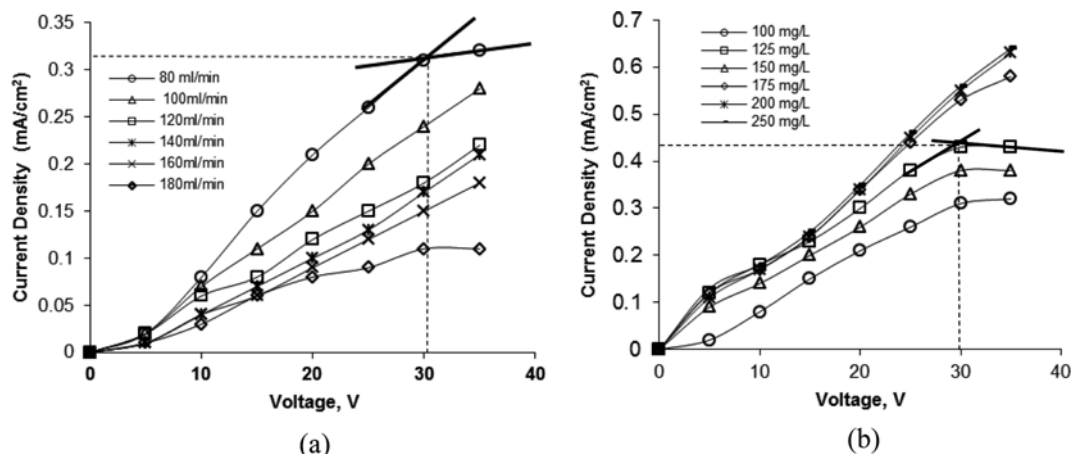 0.35
0.3
0.25
0.2
0.15
0.1
0.05
0
Current Density (mA/cm²)
80 ml/min
100ml/min
120ml/min
140ml/min
160ml/min
180ml/min
0 10 20 30 40
Voltage, V
(a)
0.7
0.6
0.5
0.4
0.3
0.2
0.1
0
Current Density (mA/cm²)
100 mg/L
125 mg/L
150 mg/L
175 mg/L
200 mg/L
250 mg/L
0 10 20 30 40
Voltage, V
(b)